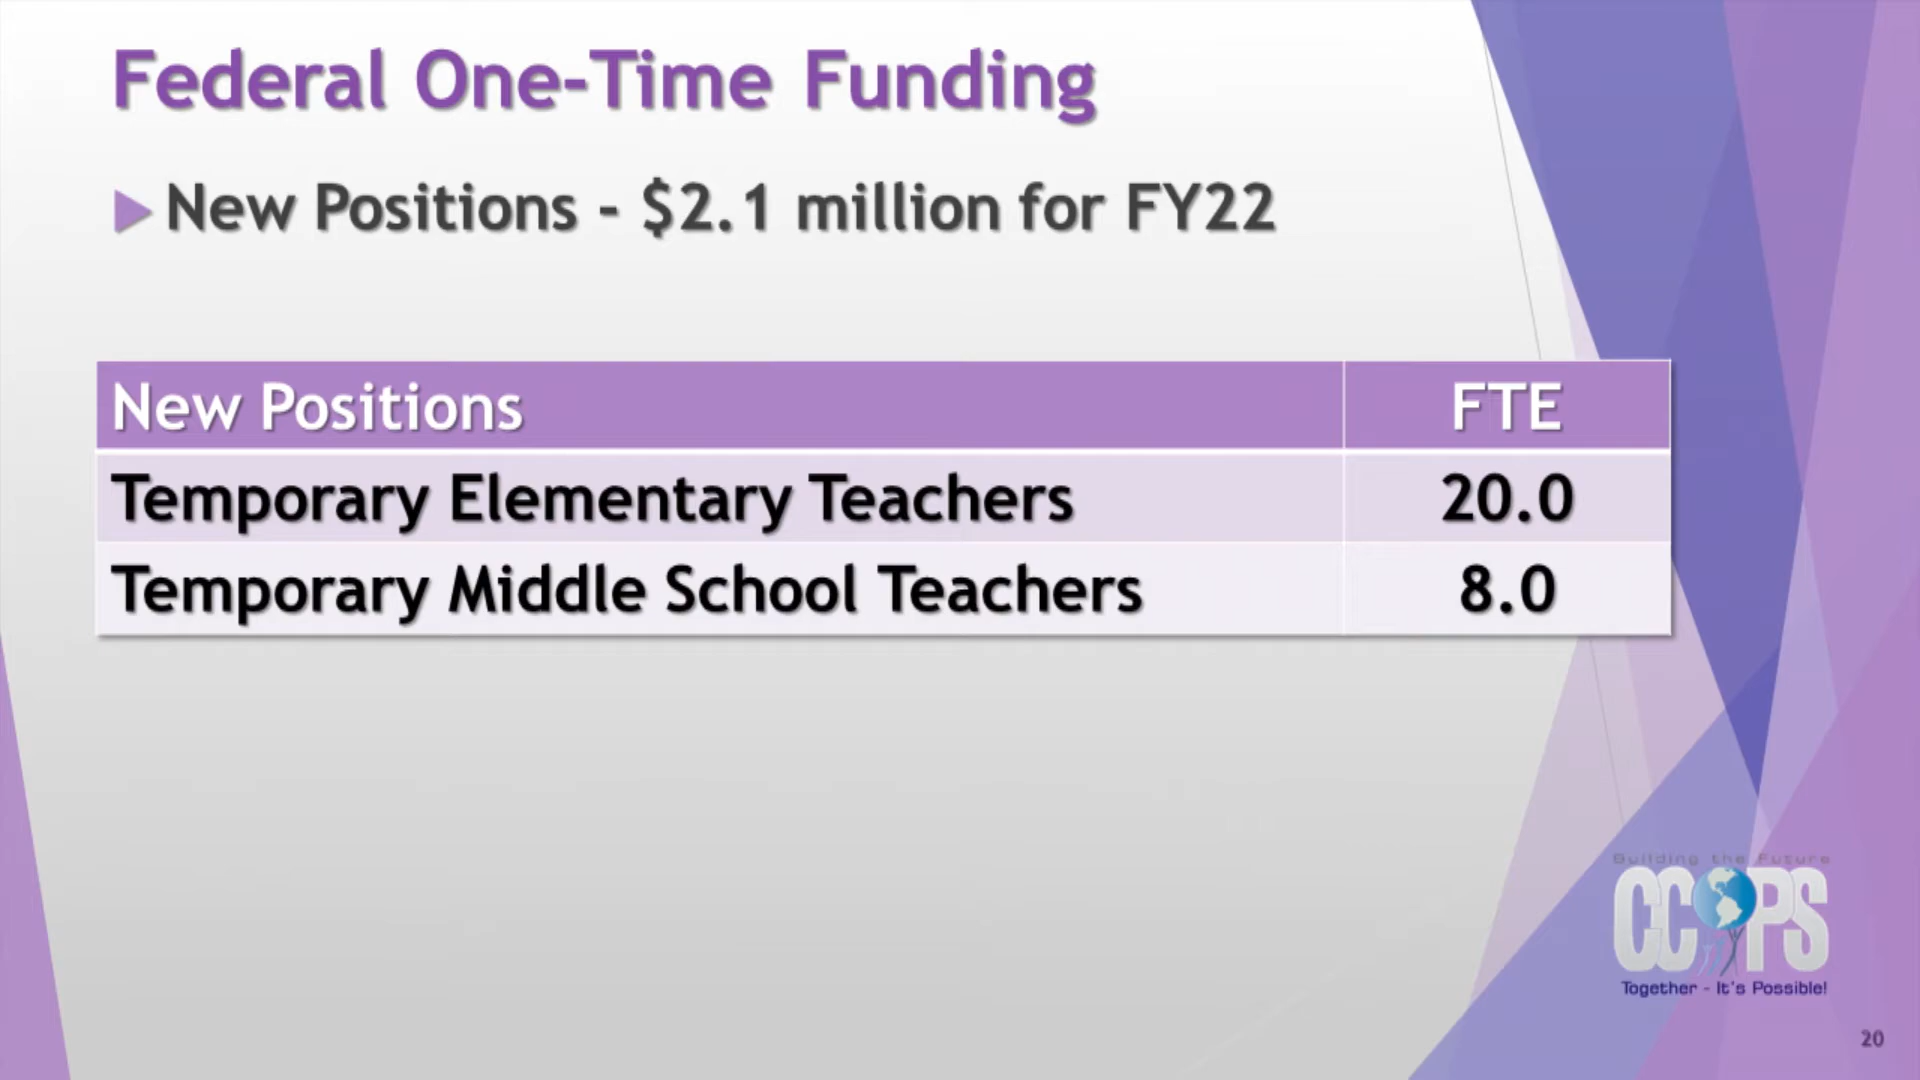 Federal One-Time Funding
New Positions - $2.1 million for FY22
New Positions FTE
Temporary Elementary Teachers 20.0
Temporary Middle School Teachers 8.0
Building the Future
CCPS
Together - It's Possible!
20